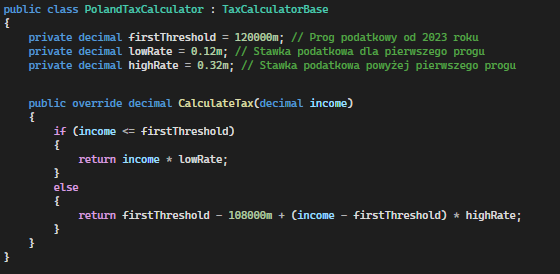 public class PolandTaxCalculator : TaxCalculatorBase
{
private decimal firstThreshold = 120000m; // Prog podatkowy od 2023 roku
private decimal lowRate = 0.12m; // Stawka podatkowa dla pierwszego progu
private decimal highRate = 0.32m; // Stawka podatkowa powyżej pierwszego progu
public override decimal CalculateTax(decimal income)
{
if (income <= firstThreshold)
{
return income * lowRate;
}
else
{
return firstThreshold - 108000m + (income - firstThreshold) * highRate;
}
}
}